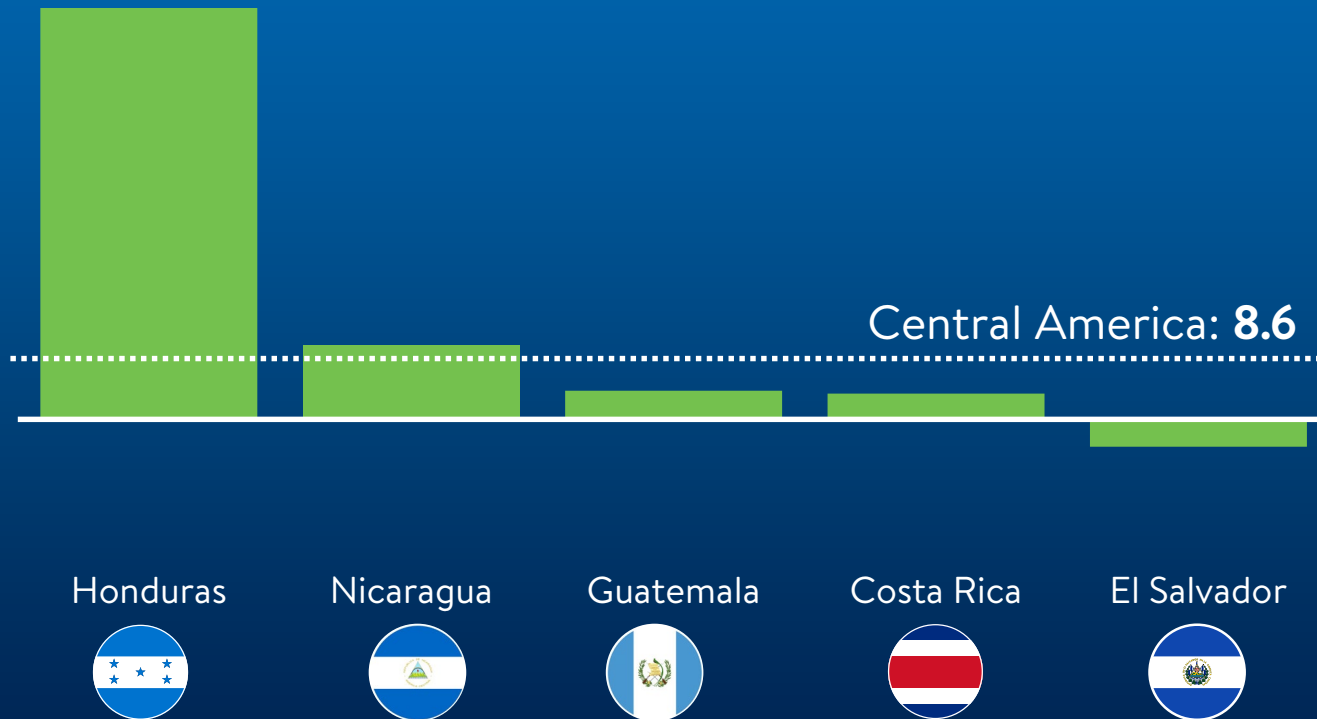 Central America: 8.6
Honduras
Nicaragua
Guatemala
Costa Rica
El Salvador